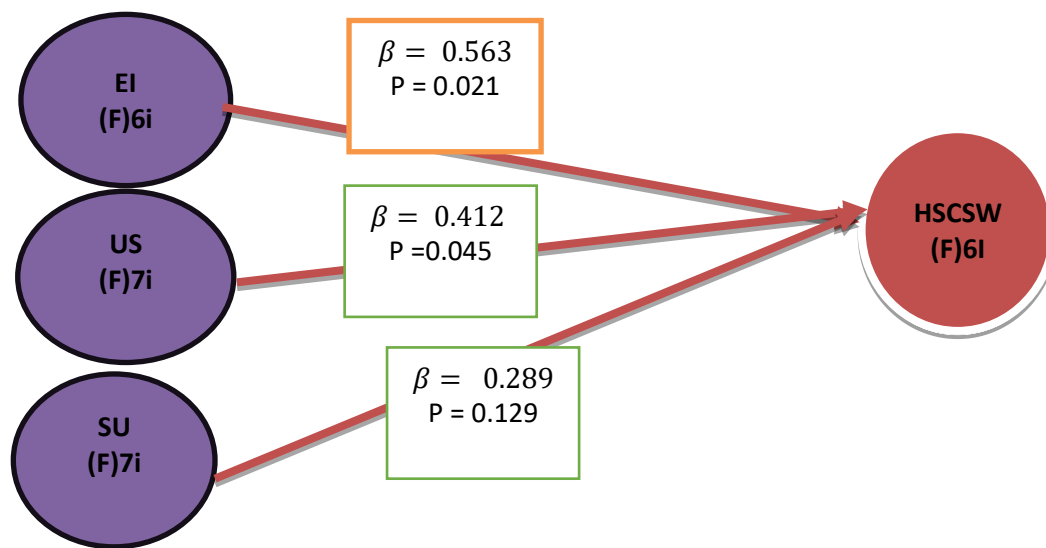 EI
(F)6i
β = 0.563
P = 0.021
US
(F)7i
β = 0.412
P =0.045
HSCSW
(F)6I
SU
(F)7i
β = 0.289
P = 0.129